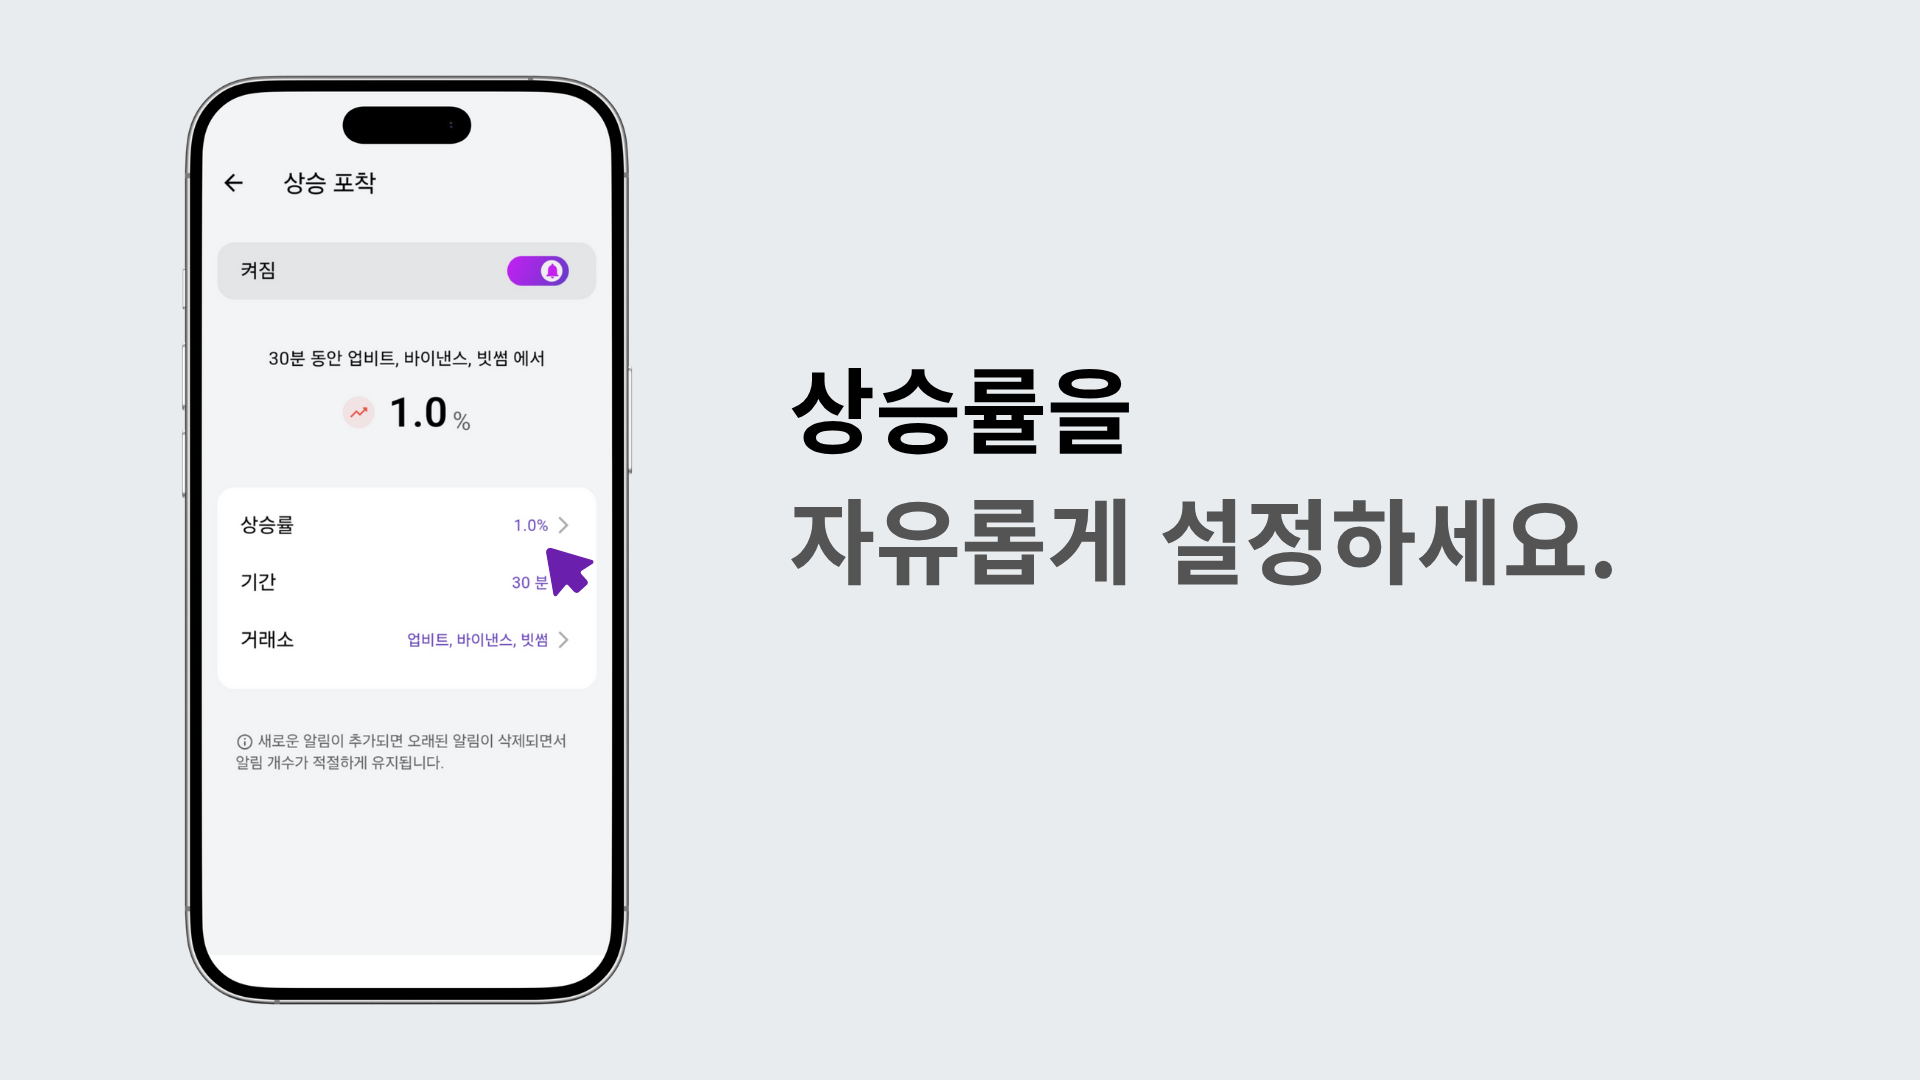 상승 포착
켜짐
30분 동안 업비트, 바이낸스, 빗썸 에서
1.0 %
상승률 1.0%
기간 30 분
거래소 업비트, 바이낸스, 빗썸
새로운 알림이 추가되면 오래된 알림이 삭제되면서
알림 개수가 적절하게 유지됩니다.
상승률을
자유롭게 설정하세요.